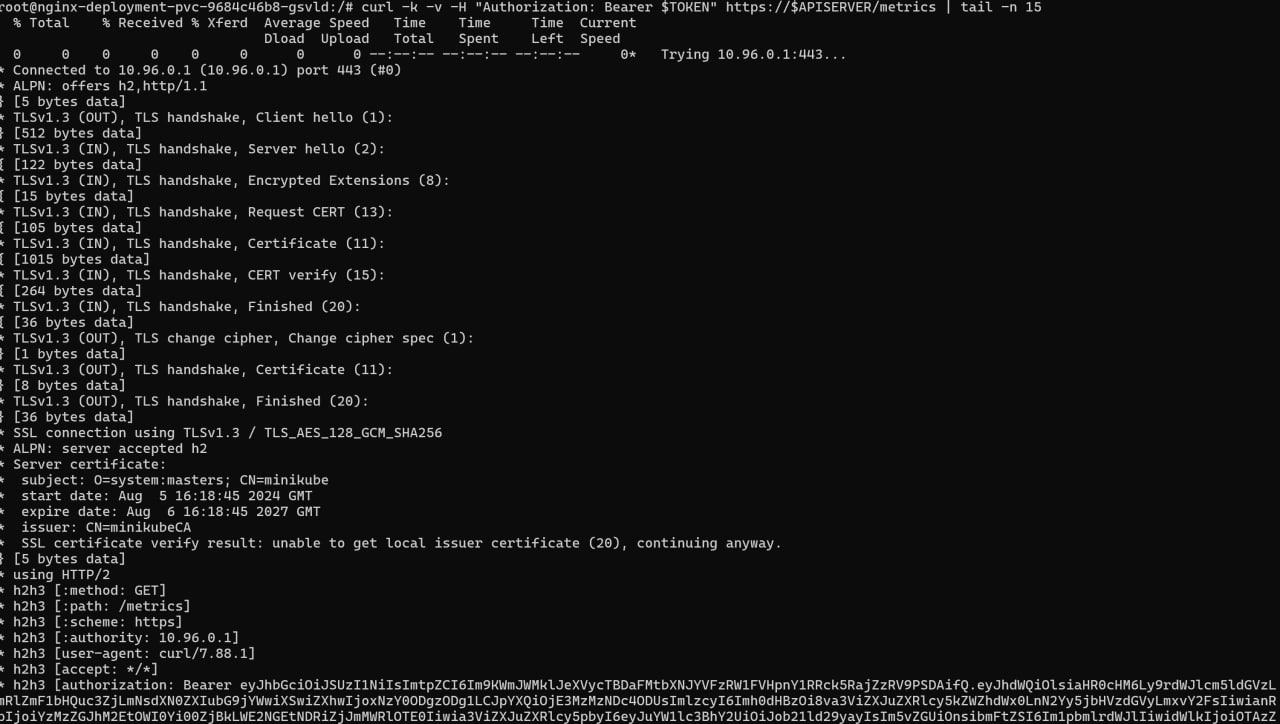 root@nginx-deployment-pvc-9684c46b8-gsvld:/# curl -k -v -H "Authorization: Bearer $TOKEN" https://$APISERVER/metrics | tail -n 15
% Total % Received % Xferd Average Speed Time Time Time Current
Dload Upload Total Spent Left Speed
0 0 0 0 0 0 0 0 --:--:-- --:--:-- --:--:-- 0* Trying 10.96.0.1:443...
* Connected to 10.96.0.1 (10.96.0.1) port 443 (#0)
* ALPN: offers h2,http/1.1
} [5 bytes data]
* TLSv1.3 (OUT), TLS handshake, Client hello (1):
} [512 bytes data]
* TLSv1.3 (IN), TLS handshake, Server hello (2):
{ [122 bytes data]
* TLSv1.3 (IN), TLS handshake, Encrypted Extensions (8):
{ [15 bytes data]
* TLSv1.3 (IN), TLS handshake, Request CERT (13):
{ [105 bytes data]
* TLSv1.3 (IN), TLS handshake, Certificate (11):
{ [1015 bytes data]
* TLSv1.3 (IN), TLS handshake, CERT verify (15):
{ [264 bytes data]
* TLSv1.3 (IN), TLS handshake, Finished (20):
{ [36 bytes data]
* TLSv1.3 (OUT), TLS change cipher, Change cipher spec (1):
} [1 bytes data]
* TLSv1.3 (OUT), TLS handshake, Certificate (11):
} [8 bytes data]
* TLSv1.3 (OUT), TLS handshake, Finished (20):
} [36 bytes data]
* SSL connection using TLSv1.3 / TLS_AES_128_GCM_SHA256
* ALPN: server accepted h2
* Server certificate:
* subject: O=system:masters; CN=minikube
* start date: Aug 5 16:18:45 2024 GMT
* expire date: Aug 6 16:18:45 2027 GMT
* issuer: CN=minikubeCA
* SSL certificate verify result: unable to get local issuer certificate (20), continuing anyway.
} [5 bytes data]
* using HTTP/2
* h2h3 [:method: GET]
* h2h3 [:path: /metrics]
* h2h3 [:scheme: https]
* h2h3 [:authority: 10.96.0.1]
* h2h3 [user-agent: curl/7.88.1]
* h2h3 [accept: */*]
* h2h3 [authorization: Bearer